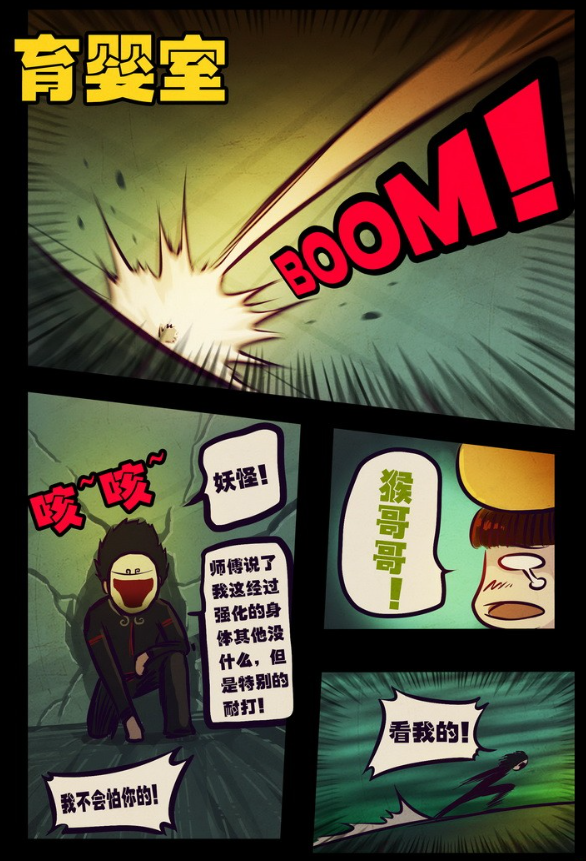 育婴室
BOOM!
咳~咳~
妖怪!
师傅说了
我这经过
强化的身
体其他没
什么，但
是特别的
耐打!
我不会怕你的!
猴哥哥!
看我的!